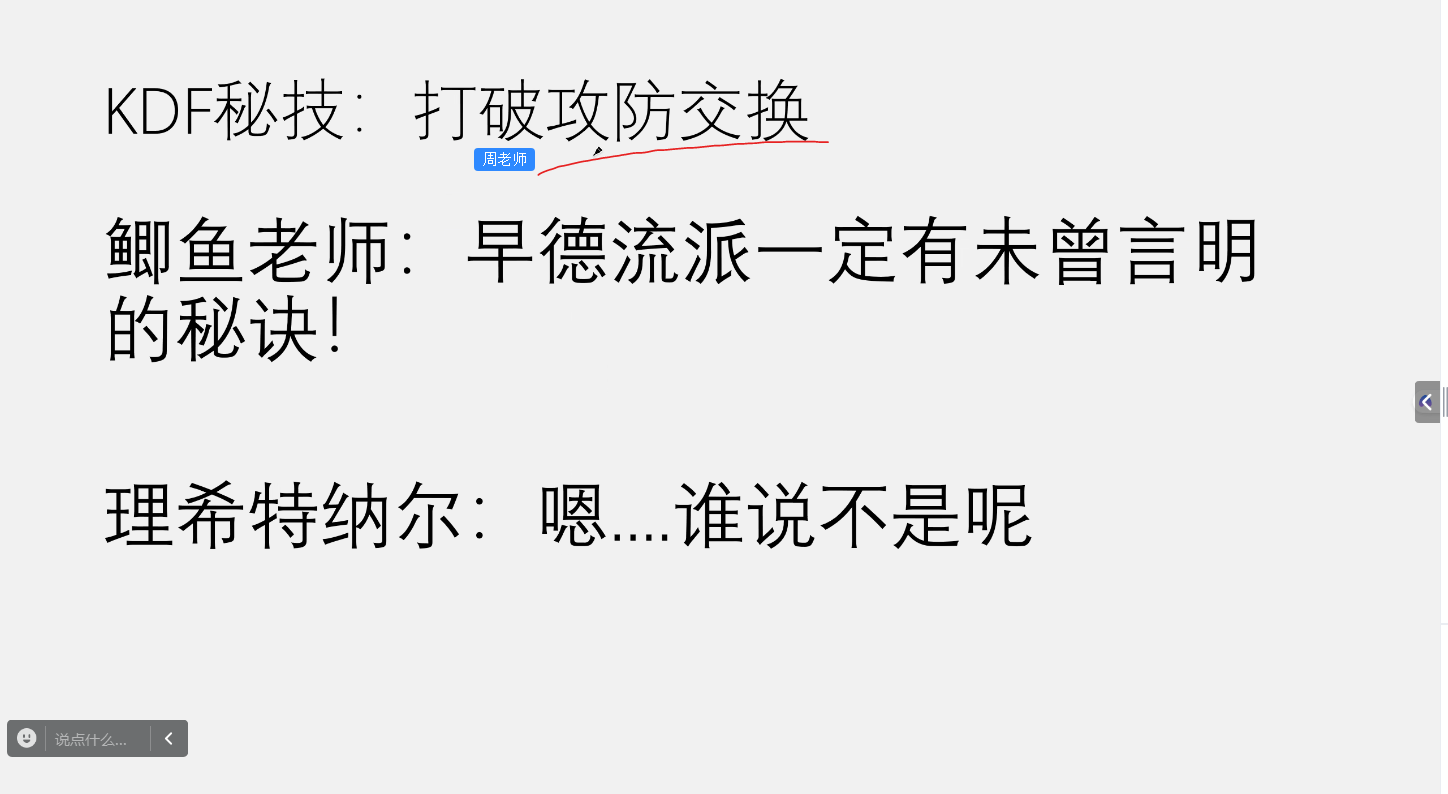 KDF秘技：打破攻防交换
周老师
鲫鱼老师：早德流派一定有未曾言明
的秘诀！
理希特纳尔：嗯....谁说不是呢
说点什么...